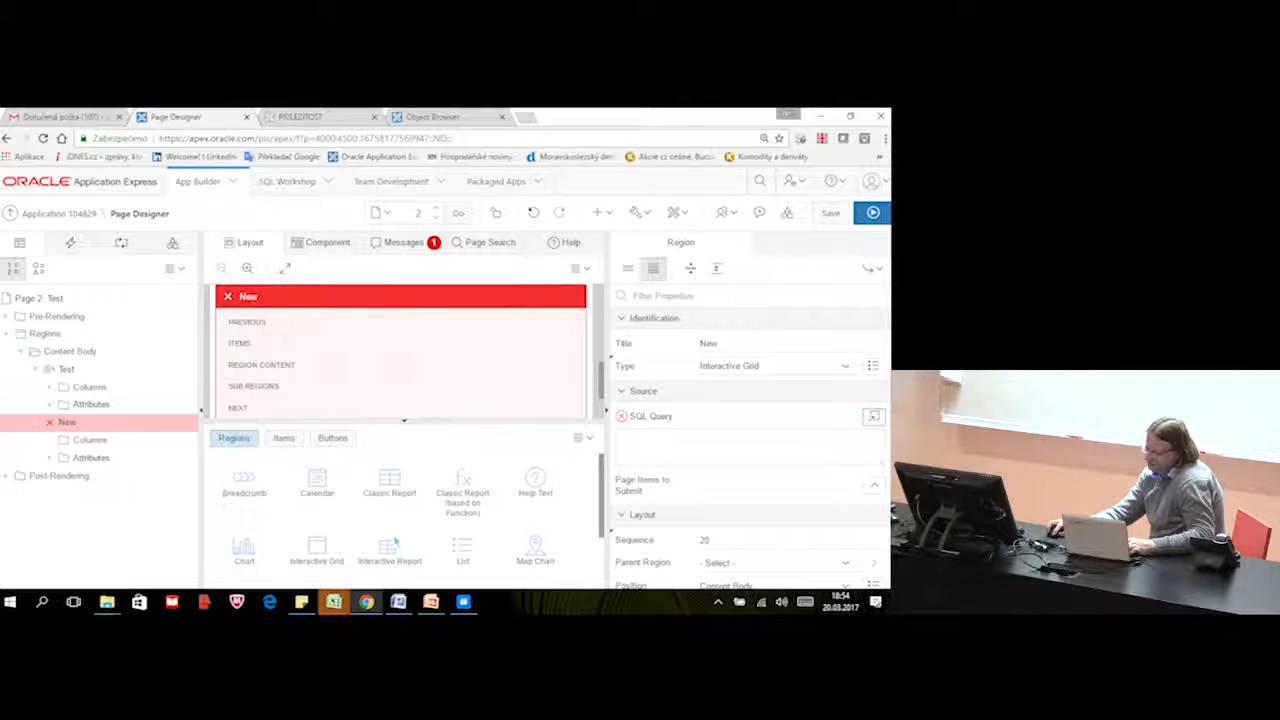 Doručená pošta (107) -
Page Designer
PRILEZITOST
Object Browser
Zabezpečeno
https://apex.oracle.com/pls/apex/f?p=4000:4500:16758177569947::NO:::
Aplikace
iDNES.cz – zprávy, kte
Welcome! | LinkedIn
Překladač Google
Oracle Application Ex
Hospodářské noviny
Moravskoslezský den
Akcie cz online, Burz
Komodity a deriváty
ORACLE Application Express
App Builder
SQL Workshop
Team Development
Packaged Apps
Application 104829 \ Page Designer
2
Go
Save
Layout
Component
Messages 1
Page Search
Help
Region
Page 2: Test
Pre-Rendering
Regions
Content Body
Test
Columns
Attributes
New
Columns
Attributes
Post-Rendering
New
PREVIOUS
ITEMS
REGION CONTENT
SUB REGIONS
NEXT
Regions
Items
Buttons
Breadcrumb
Calendar
Classic Report
Classic Report
(based on
Function)
Help Text
Chart
Interactive Grid
Interactive Report
List
Map Chart
Filter Properties
Identification
Title
New
Type
Interactive Grid
Source
SQL Query
Page Items to
Submit
Layout
Sequence
20
Parent Region
- Select -
Position
Content Body
18:54
20.03.2017